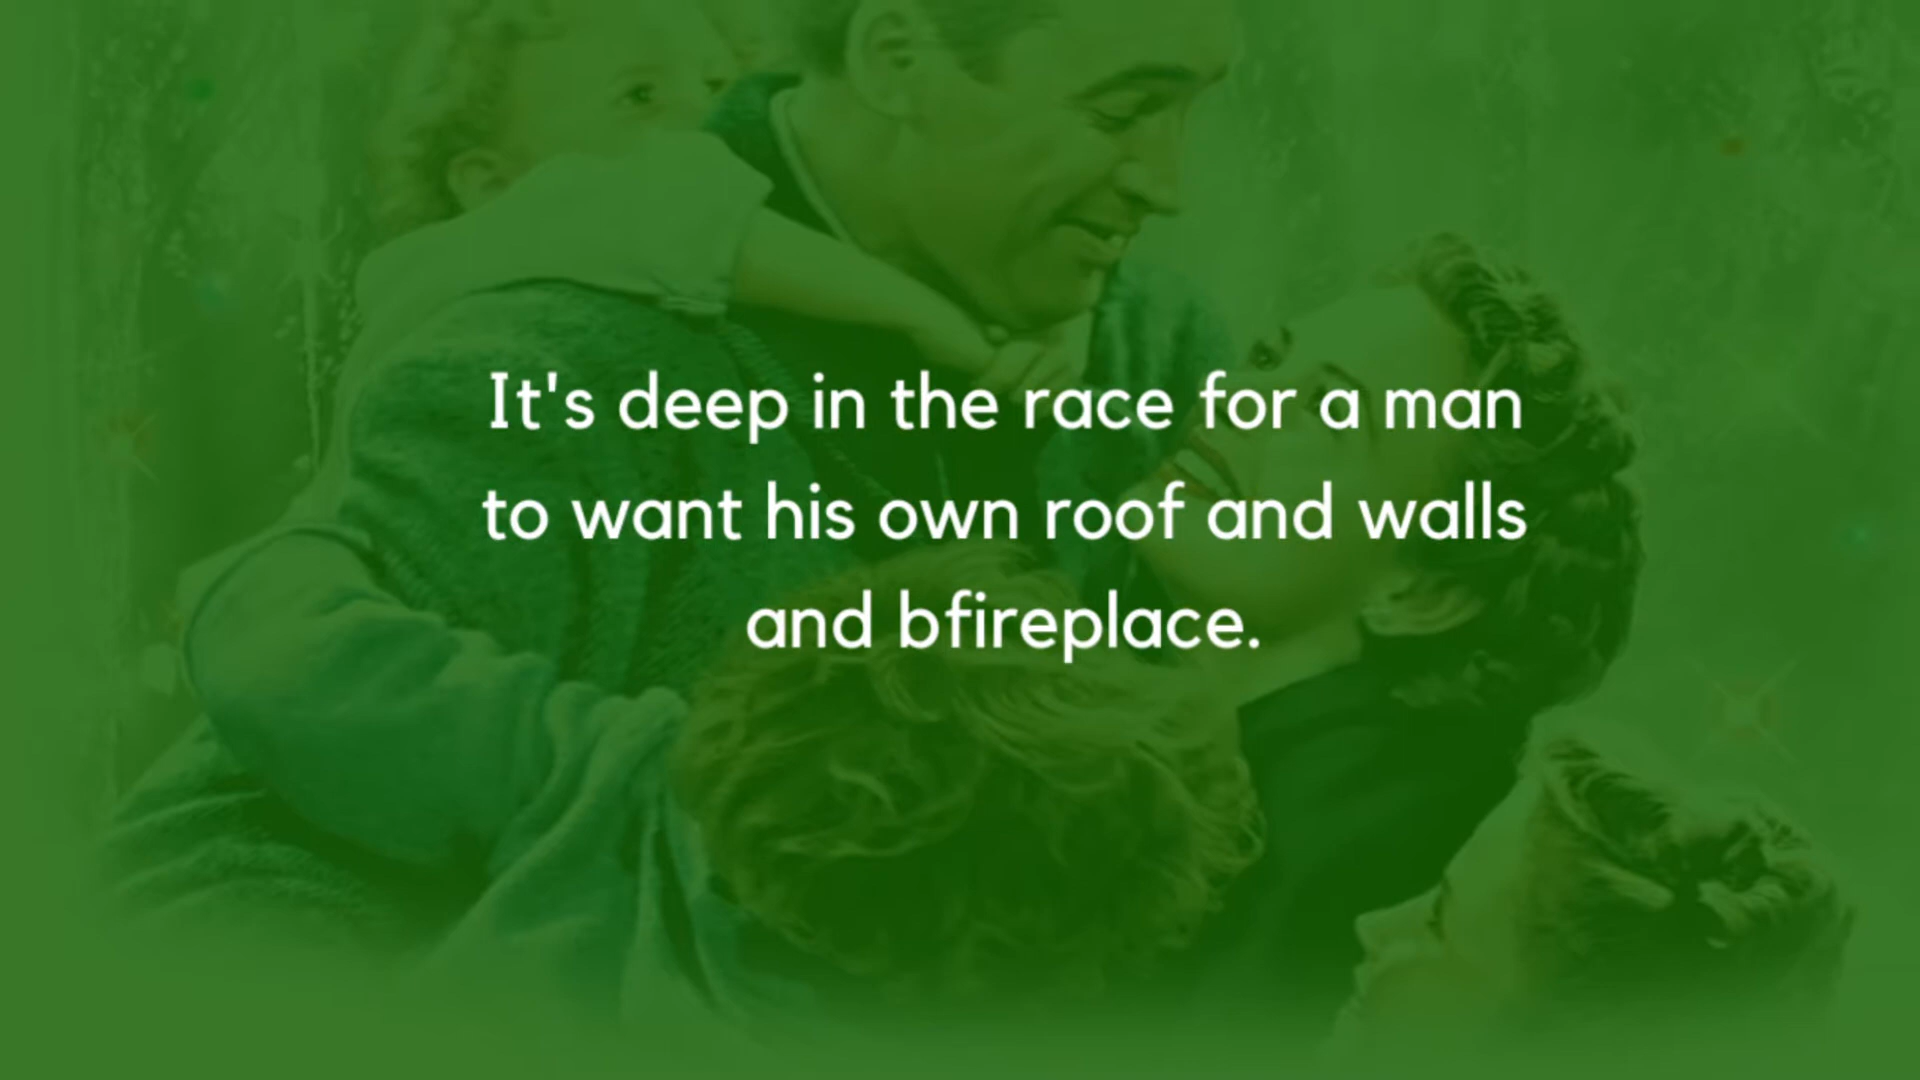 It's deep in the race for a man
to want his own roof and walls
and bfireplace.